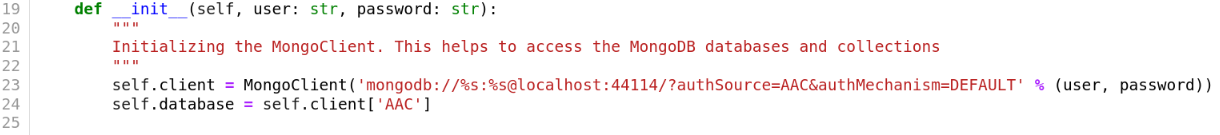 19 def __init__(self, user: str, password: str):
20 """
21 Initializing the MongoClient. This helps to access the MongoDB databases and collections
22 """
23 self.client = MongoClient('mongodb://%s:%s@localhost:44114/?authSource=AAC&authMechanism=DEFAULT' % (user, password))
24 self.database = self.client['AAC']
25